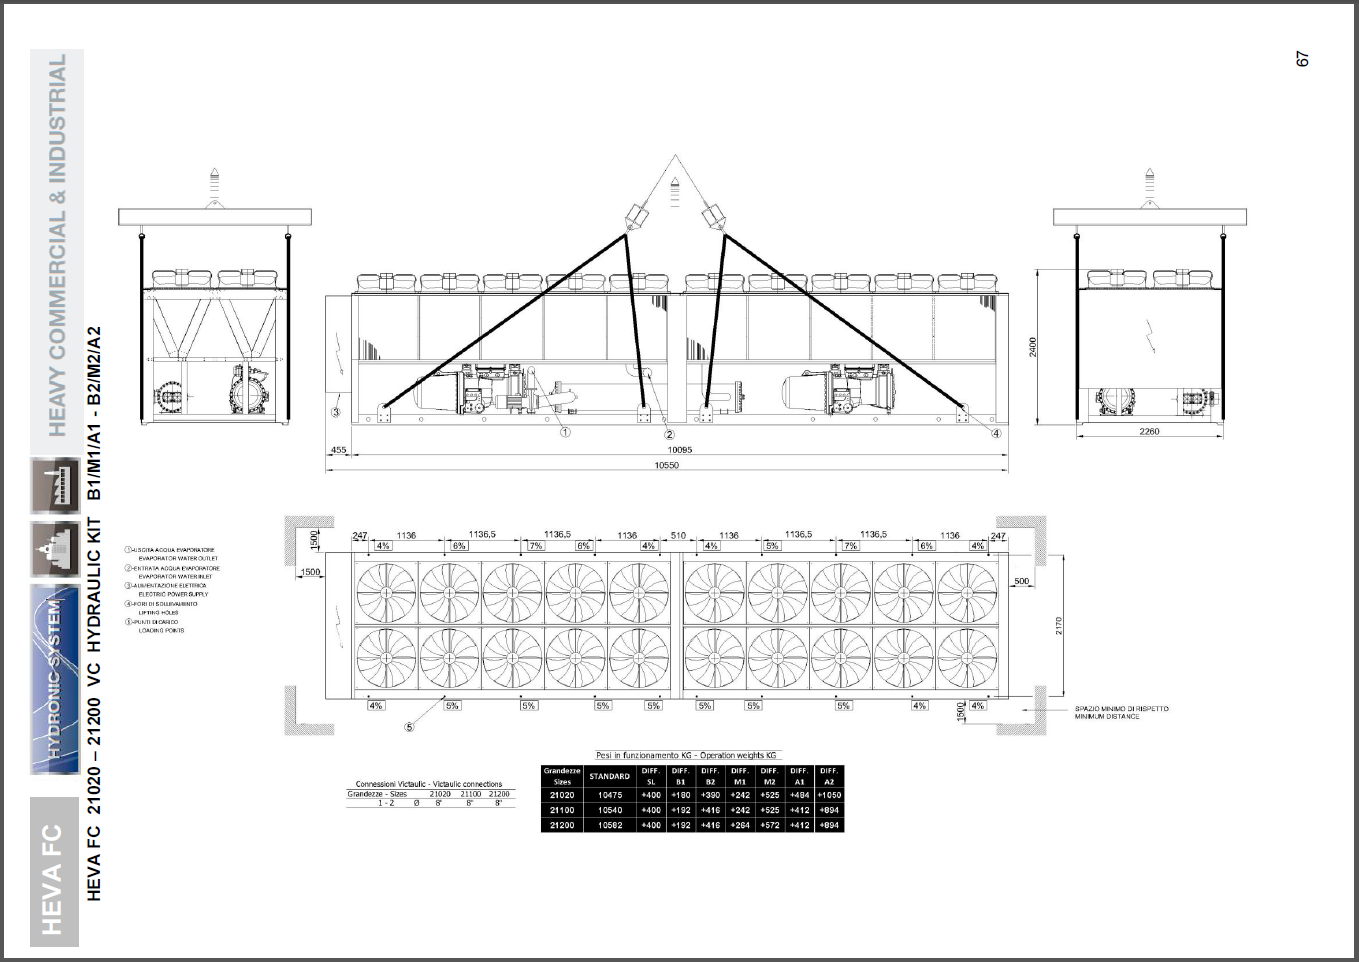 67
HEAVY COMMERCIAL & INDUSTRIAL
HYDRONIC SYSTEM
HEVA FC
HEVA FC 21020 – 21200 VC HYDRAULIC KIT B1/M1/A1 - B2/M2/A2
2400
2260
3
1
2
4
455
10095
10550
1-USCITA ACQUA EVAPORATORE
EVAPORATOR WATER OUTLET
2-ENTRATA ACQUA EVAPORATORE
EVAPORATOR WATER INLET
3-ALIMENTAZIONE ELETTRICA
ELECTRIC POWER SUPPLY
4-FORI DI SOLLEVAMENTO
LIFTING HOLES
5-PUNTI DI CARICO
LOADING POINTS
247 1136 1136,5 1136,5 1136 510 1136 1136,5 1136,5 1136 247
4% 6% 7% 6% 4% 4% 5% 7% 6% 4%
1500
1500
500
2170
4% 5% 5% 5% 5% 5% 5% 5% 4% 4%
1500
5
SPAZIO MINIMO DI RISPETTO
MINIMUM DISTANCE
Pesi in funzionamento KG - Operation weights KG
Grandezze Sizes STANDARD DIFF. SL DIFF. B1 DIFF. B2 DIFF. M1 DIFF. M2 DIFF. A1 DIFF. A2
21020 10475 +400 +180 +390 +242 +525 +484 +1050
21100 10540 +400 +192 +416 +242 +525 +412 +894
21200 10582 +400 +192 +416 +264 +572 +412 +894
Connessioni Victaulic - Victaulic connections
Grandezze - Sizes 21020 21100 21200
1 - 2 Ø 8" 8" 8"